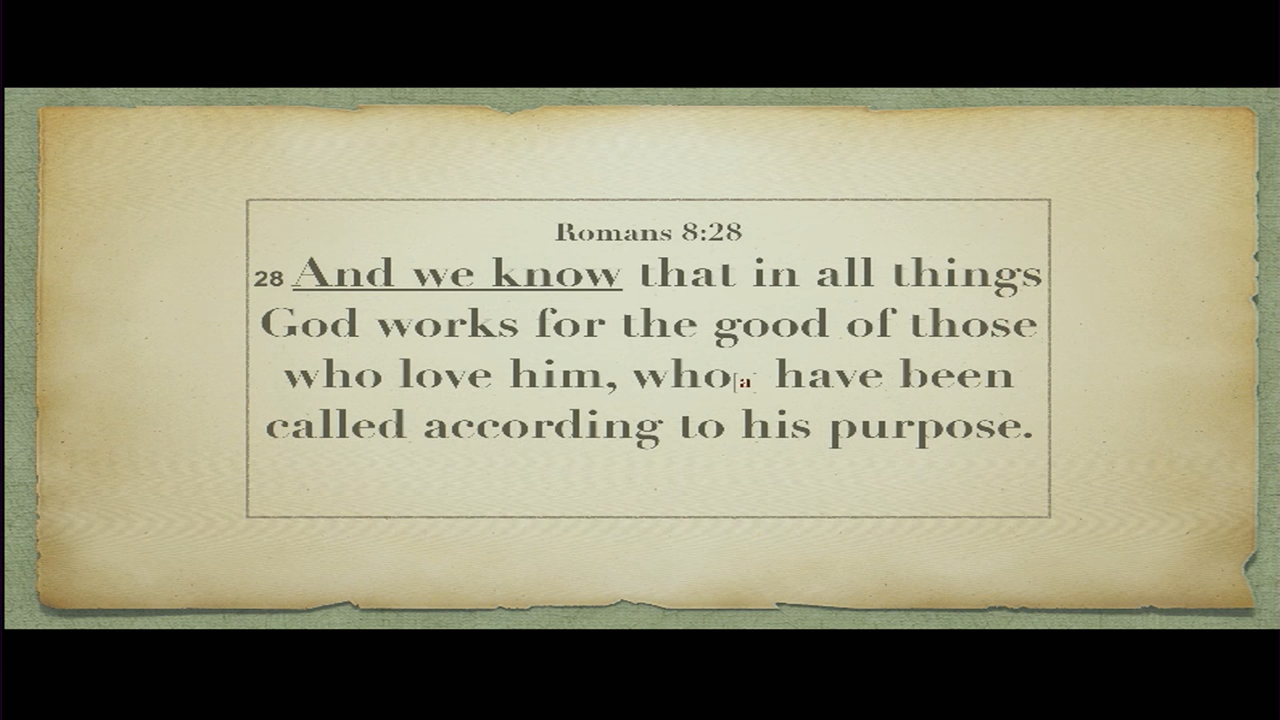 Romans 8:28
28 And we know that in all things
God works for the good of those
who love him, who[a] have been
called according to his purpose.